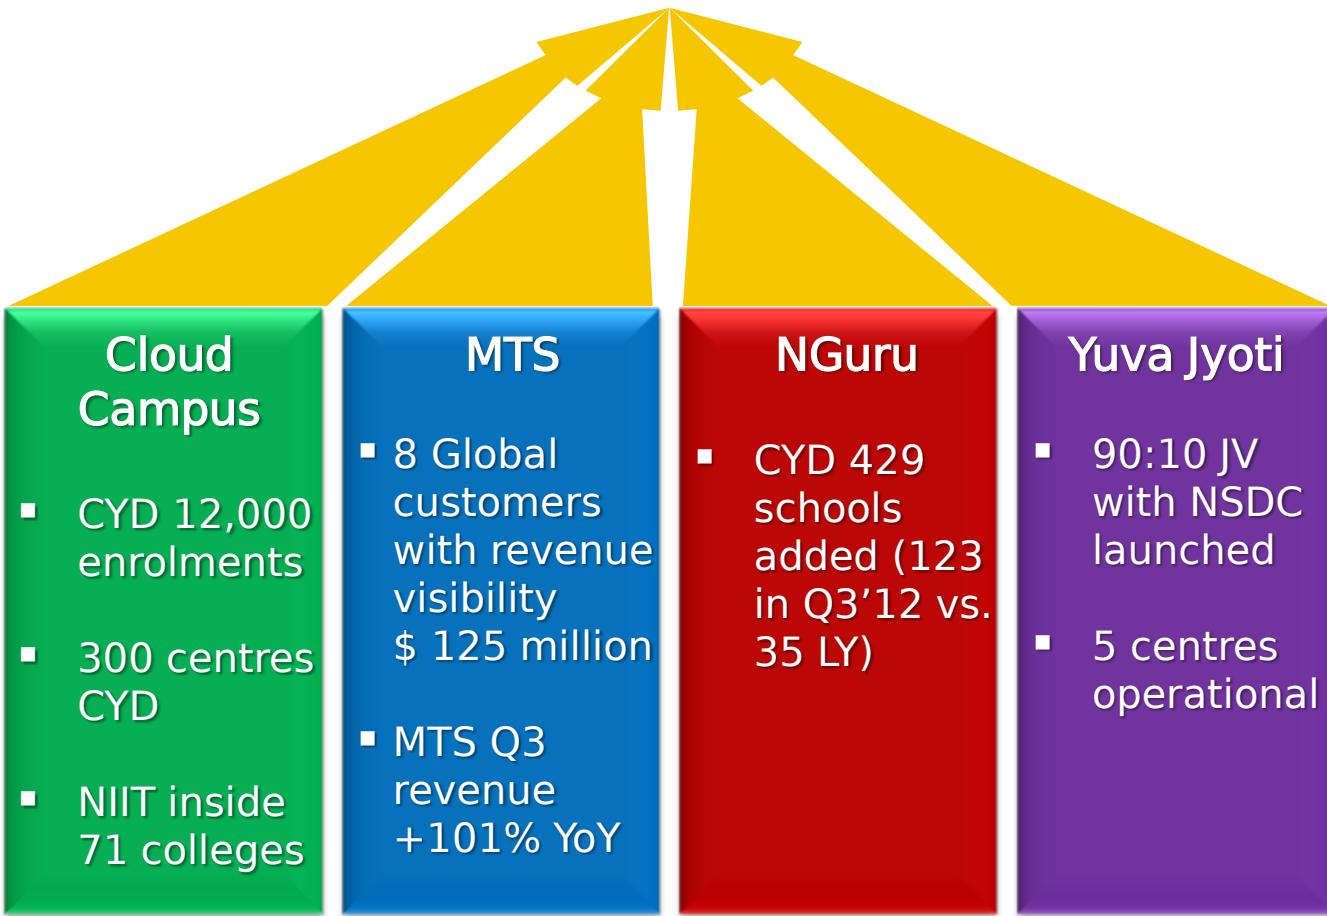 Cloud
Campus
▪ CYD 12,000
enrolments
▪ 300 centres
CYD
▪ NIIT inside
71 colleges
MTS
▪ 8 Global
customers
with revenue
visibility
$ 125 million
▪ MTS Q3
revenue
+101% YoY
NGuru
▪ CYD 429
schools
added (123
in Q3’12 vs.
35 LY)
Yuva Jyoti
▪ 90:10 JV
with NSDC
launched
▪ 5 centres
operational